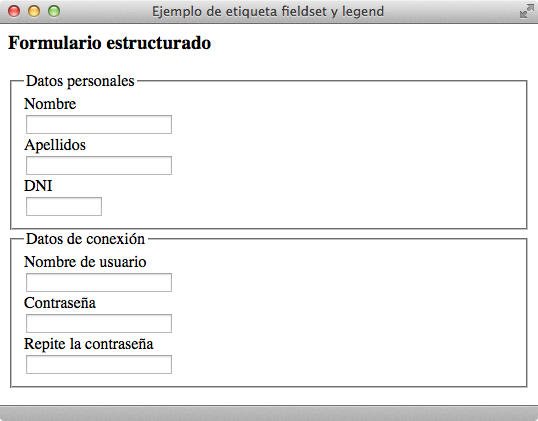 Ejemplo de etiqueta fieldset y legend
Formulario estructurado
Datos personales
Nombre
Apellidos
DNI
Datos de conexión
Nombre de usuario
Contraseña
Repite la contraseña